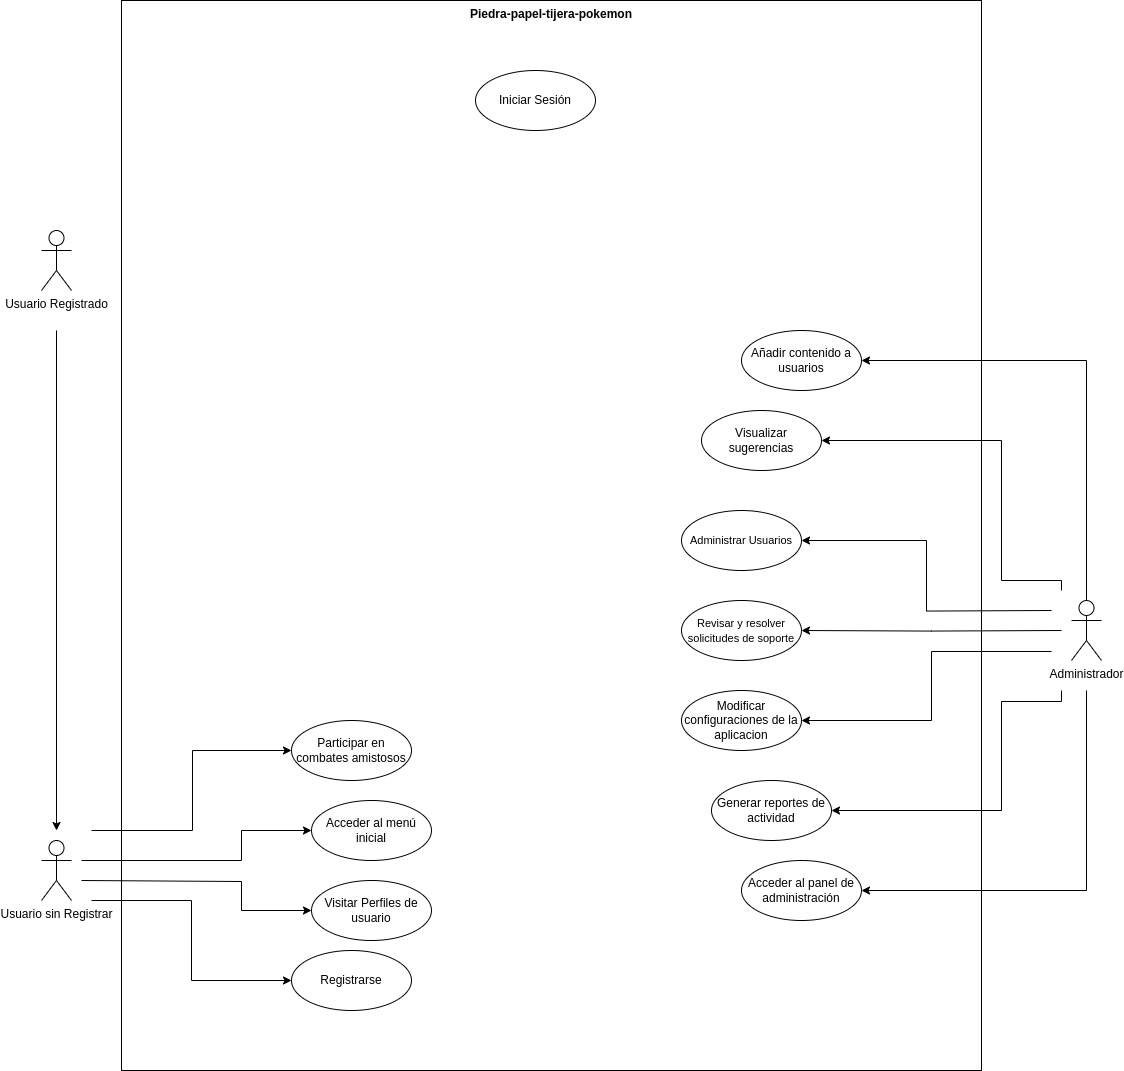 Piedra-papel-tijera-pokemon
Iniciar Sesión
Usuario Registrado
Añadir contenido a
usuarios
Visualizar
sugerencias
Administrar Usuarios
Revisar y resolver
solicitudes de soporte
Administrador
Modificar
configuraciones de la
aplicacion
Participar en
combates amistosos
Generar reportes de
actividad
Acceder al menú
inicial
Acceder al panel de
administración
Visitar Perfiles de
usuario
Usuario sin Registrar
Registrarse